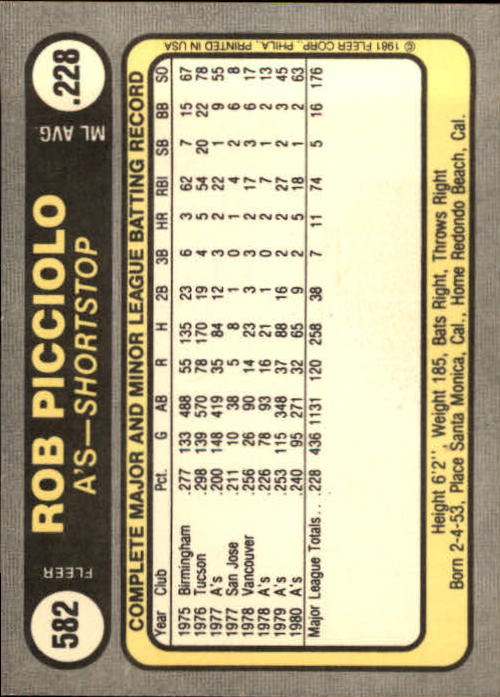 582
FLEER
ROB PICCIOLO
A'S—SHORTSTOP
ML AVG.
.228
COMPLETE MAJOR AND MINOR LEAGUE BATTING RECORD
Year Club Pct. G AB R H 2B 3B HR RBI SB BB SO
1975 Birmingham .277 133 488 55 135 23 6 3 62 7 15 67
1976 Tucson .298 139 570 78 170 19 4 5 54 20 22 78
1977 A's .200 148 419 35 84 12 3 2 22 1 9 55
1977 San Jose .211 10 38 5 8 1 0 1 4 2 2 8
1978 Vancouver .256 26 90 14 23 3 3 0 17 3 6 17
1978 A's .226 78 93 16 21 1 0 2 7 1 2 13
1979 A's .253 115 348 37 88 16 2 2 27 2 3 45
1980 A's .240 95 271 32 65 9 2 5 18 1 2 63
Major League Totals... .228 436 1131 120 258 38 7 11 74 5 16 176
Height 6'2". Weight 185, Bats Right, Throws Right
Born 2-4-53, Place Santa Monica, Cal., Home Redondo Beach, Cal.
© 1981 FLEER CORP., PHILA., PRINTED IN USA